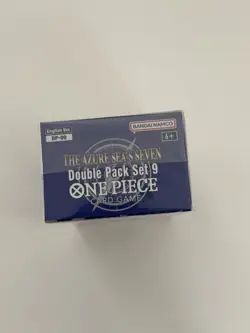 English Ver.
DP-09
BANDAI NAMCO
6+
THE AZURE SEA'S SEVEN
Double Pack Set 9
ONE PIECE
CARD GAME